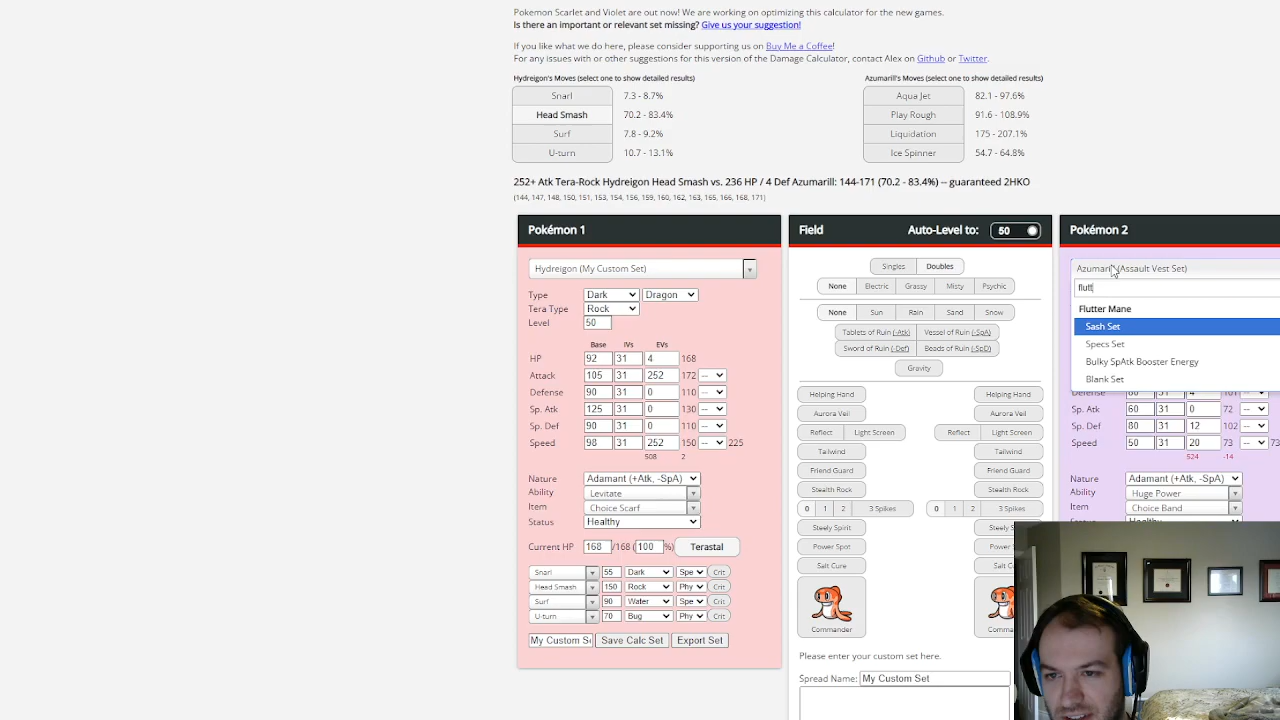 Pokemon Scarlet and Violet are out now! We are working on optimizing this calculator for the new games.
Is there an important or relevant set missing? Give us your suggestion!
If you like what we do here, please consider supporting us on Buy Me a Coffee!
For any issues with or other suggestions for this version of the Damage Calculator, contact Alex on Github or Twitter.
Hydreigon's Moves (select one to show detailed results)
Snarl 7.3 - 8.7%
Head Smash 70.2 - 83.4%
Surf 7.8 - 9.2%
U-turn 10.7 - 13.1%
Azumarill's Moves (select one to show detailed results)
Aqua Jet 82.1 - 97.6%
Play Rough 91.6 - 108.9%
Liquidation 175 - 207.1%
Ice Spinner 54.7 - 64.8%
252+ Atk Tera-Rock Hydreigon Head Smash vs. 236 HP / 4 Def Azumarill: 144-171 (70.2 - 83.4%) -- guaranteed 2HKO
(144, 147, 148, 150, 151, 153, 154, 156, 159, 160, 162, 163, 165, 166, 168, 171)
Pokémon 1
Hydreigon (My Custom Set)
Type Dark Dragon
Tera Type Rock
Level 50
Base IVs EVs
HP 92 31 4 168
Attack 105 31 252 172 --
Defense 90 31 0 110 --
Sp. Atk 125 31 0 130 --
Sp. Def 90 31 0 110 --
Speed 98 31 252 150 -- 225
508 2
Nature Adamant (+Atk, -SpA)
Ability Levitate
Item Choice Scarf
Status Healthy
Current HP 168 /168 (100 %) Terastal
Snarl 55 Dark Spe Crit
Head Smash 150 Rock Phy Crit
Surf 90 Water Spe Crit
U-turn 70 Bug Phy Crit
My Custom Se Save Calc Set Export Set
Field Auto-Level to: 50
Singles Doubles
None Electric Grassy Misty Psychic
None Sun Rain Sand Snow
Tablets of Ruin (-Atk) Vessel of Ruin (-SpA)
Sword of Ruin (-Def) Beads of Ruin (-SpD)
Gravity
Helping Hand Helping Hand
Aurora Veil Aurora Veil
Reflect Light Screen Reflect Light Screen
Tailwind Tailwind
Friend Guard Friend Guard
Stealth Rock Stealth Rock
0 1 2 3 Spikes 0 1 2 3 Spikes
Steely Spirit Steely S
Power Spot Power S
Salt Cure Salt C
Commander Comma
Please enter your custom set here.
Spread Name: My Custom Set
Pokémon 2
(Assault Vest Set)
flutt
Flutter Mane
Sash Set
Specs Set
Bulky SpAtk Booster Energy
Blank Set
Sp. Atk 60 31 0 72 --
Sp. Def 80 31 12 102 --
Speed 50 31 20 73 --
524 -14
Nature Adamant (+Atk, -SpA)
Ability Huge Power
Item Choice Band